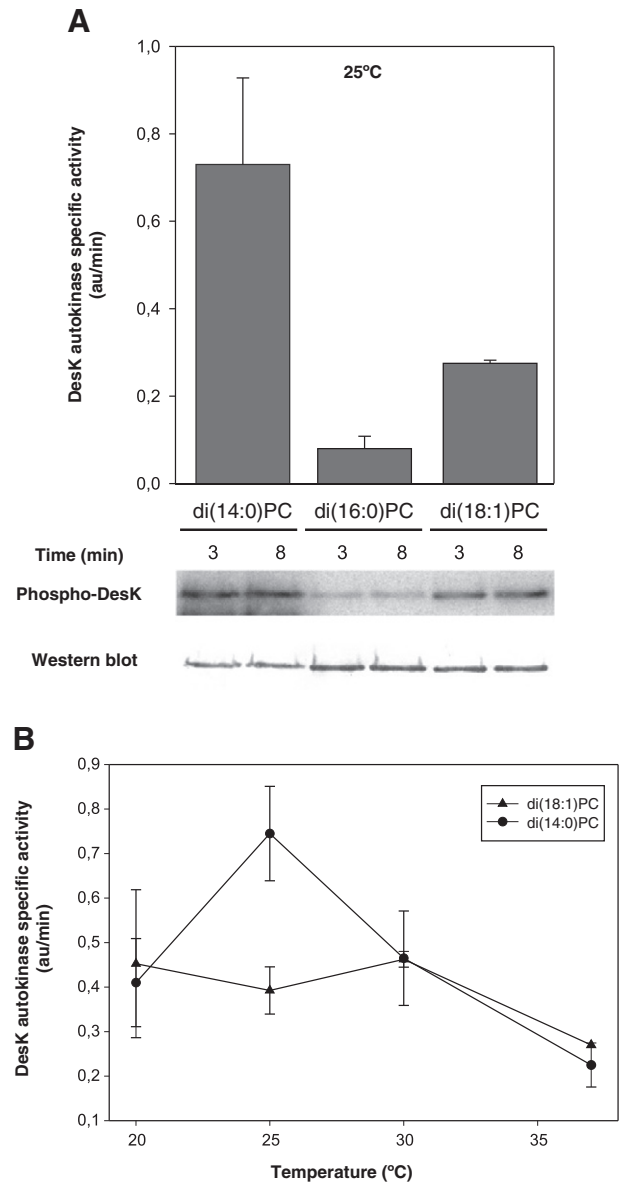 A
25ºC
DesK autokinase specific activity
(au/min)
1,0
0,8
0,6
0,4
0,2
0,0
di(14:0)PC di(16:0)PC di(18:1)PC
Time (min) 3 8 3 8 3 8
Phospho-DesK
Western blot
B
DesK autokinase specific activity
(au/min)
0,9
0,8
0,7
0,6
0,5
0,4
0,3
0,2
0,1
di(18:1)PC
di(14:0)PC
20 25 30 35
Temperature (ºC)